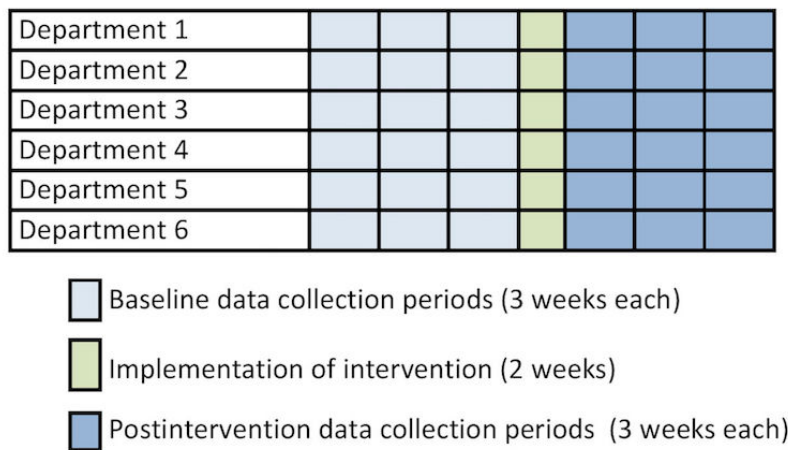 Department 1
Department 2
Department 3
Department 4
Department 5
Department 6
Baseline data collection periods (3 weeks each)
Implementation of intervention (2 weeks)
Postintervention data collection periods (3 weeks each)